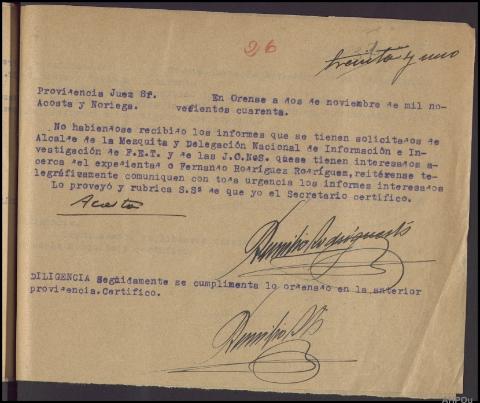 96
treinta y uno
Providencia Juez Sr. En Orense a dos de noviembre de mil no-
Acosta y Noriega. vecientos cuarenta.
No habiendose recibido los informes que se tienen solicitados de
Alcalde de la Mezquita y Delegación Nacional de Información e In-
vestigación de F.E.T. y de las J.O.N.S. quese tienen interesados a-
cerca del expedientad o Fernando Rodríguez Rodríguez, reitérense te-
legráficamente comuniquen con toda urgencia los informes interesados
Lo proveyó y rubrica S.Sª de que yo el Secretario certifico.
Acosta
DILIGENCIA Seguidamente se cumplimenta lo ordenado en la anterior
providencia. Certifico.